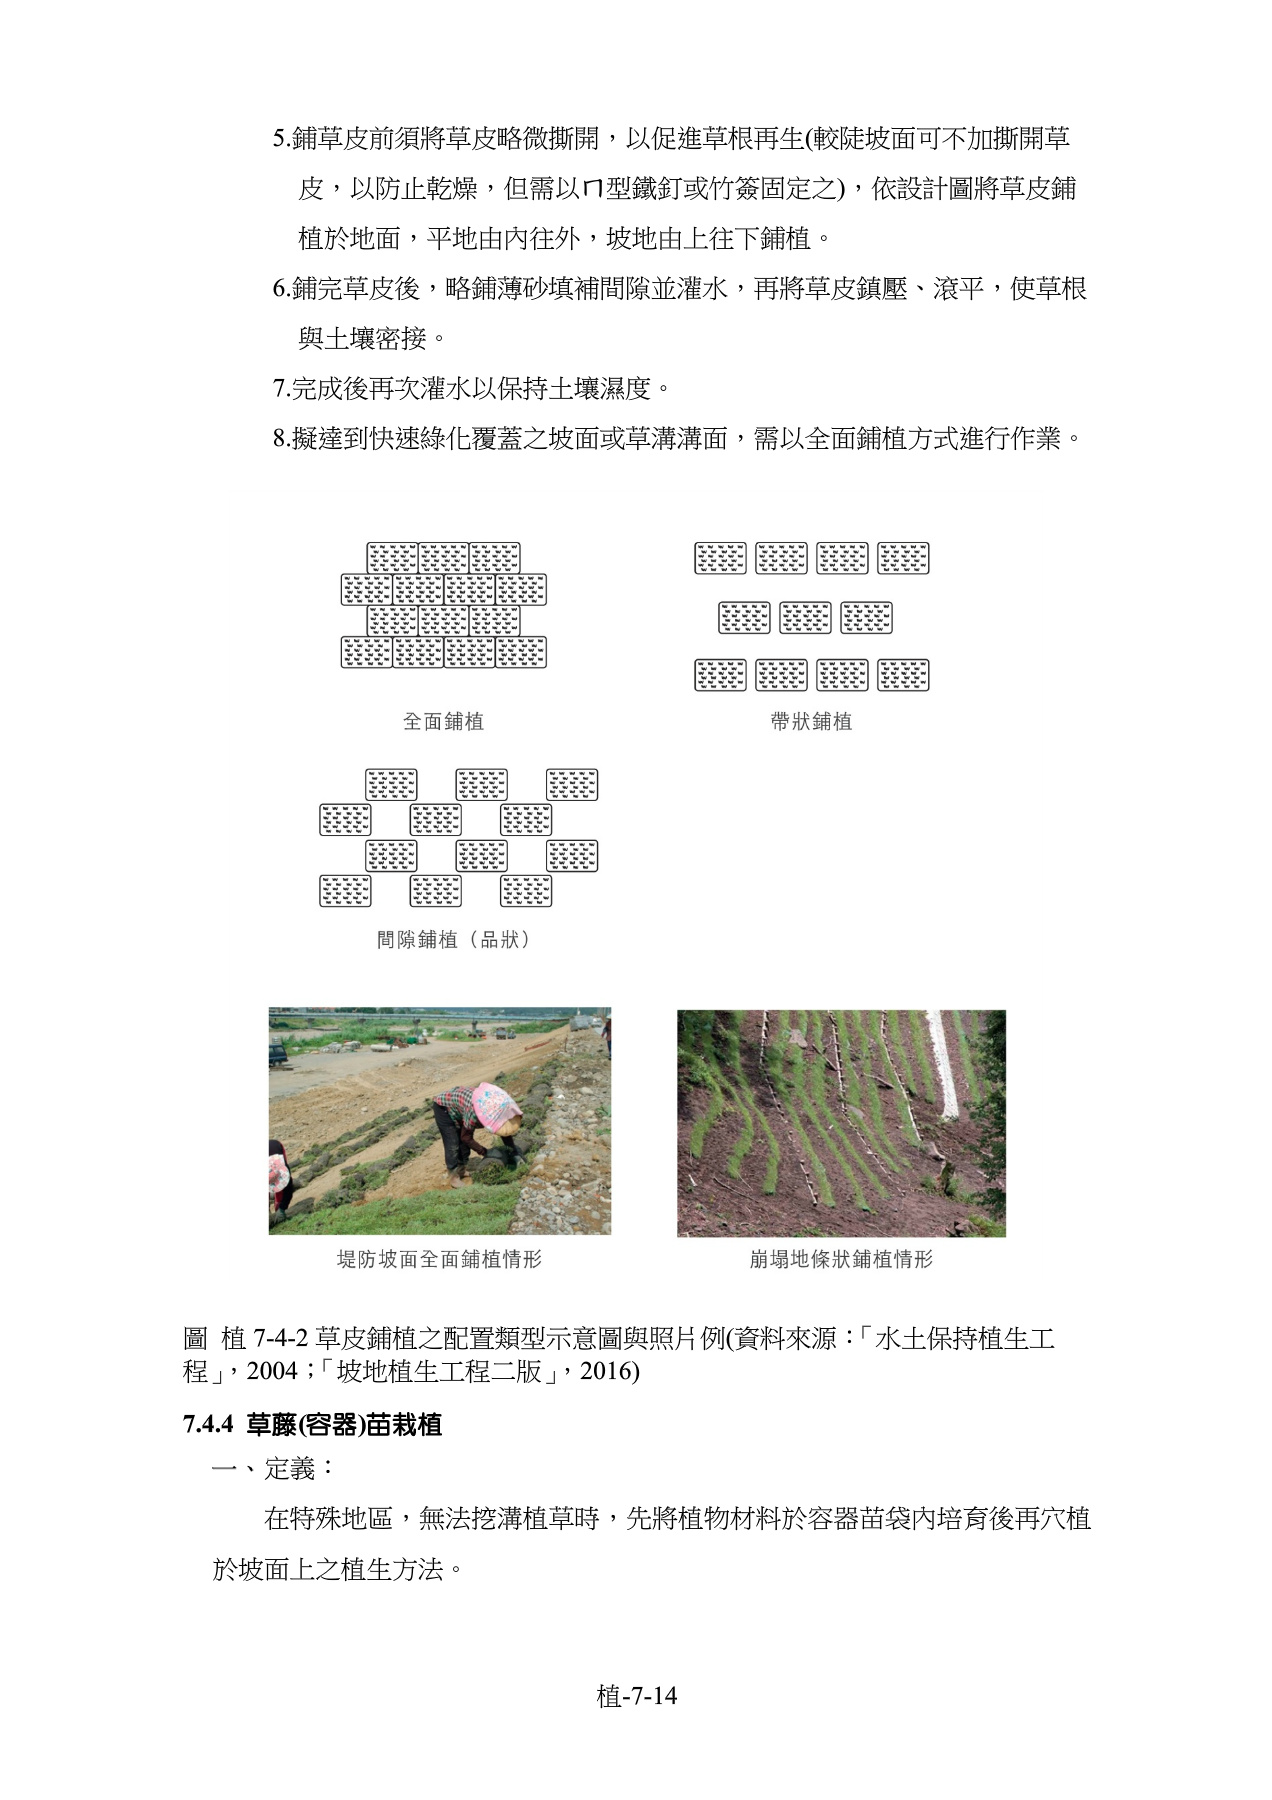 5.鋪草皮前須將草皮略微撕開，以促進草根再生(較陡坡面可不加撕開草
皮，以防止乾燥，但需以ㄇ型鐵釘或竹簽固定之)，依設計圖將草皮鋪
植於地面，平地由內往外，坡地由上往下鋪植。
6.鋪完草皮後，略鋪薄砂填補間隙並灌水，再將草皮鎮壓、滾平，使草根
與土壤密接。
7.完成後再次灌水以保持土壤濕度。
8.擬達到快速綠化覆蓋之坡面或草溝溝面，需以全面鋪植方式進行作業。
全面鋪植
帶狀鋪植
間隙鋪植（品狀）
堤防坡面全面鋪植情形
崩塌地條狀鋪植情形
圖 植 7-4-2 草皮鋪植之配置類型示意圖與照片例(資料來源：「水土保持植生工
程」，2004；「坡地植生工程二版」，2016)
7.4.4 草藤(容器)苗栽植
一、定義：
在特殊地區，無法挖溝植草時，先將植物材料於容器苗袋內培育後再穴植
於坡面上之植生方法。
植-7-14